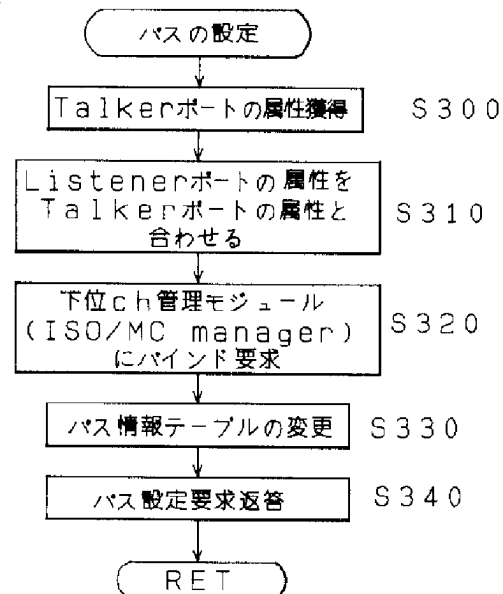 パスの設定
Talkerポートの属性獲得 S300
Listenerポートの属性を
Talkerポートの属性と
合わせる
S310
下位ch管理モジュール
(ISO/MC manager)
にバインド要求
S320
パス情報テーブルの変更 S330
パス設定要求返答 S340
RET